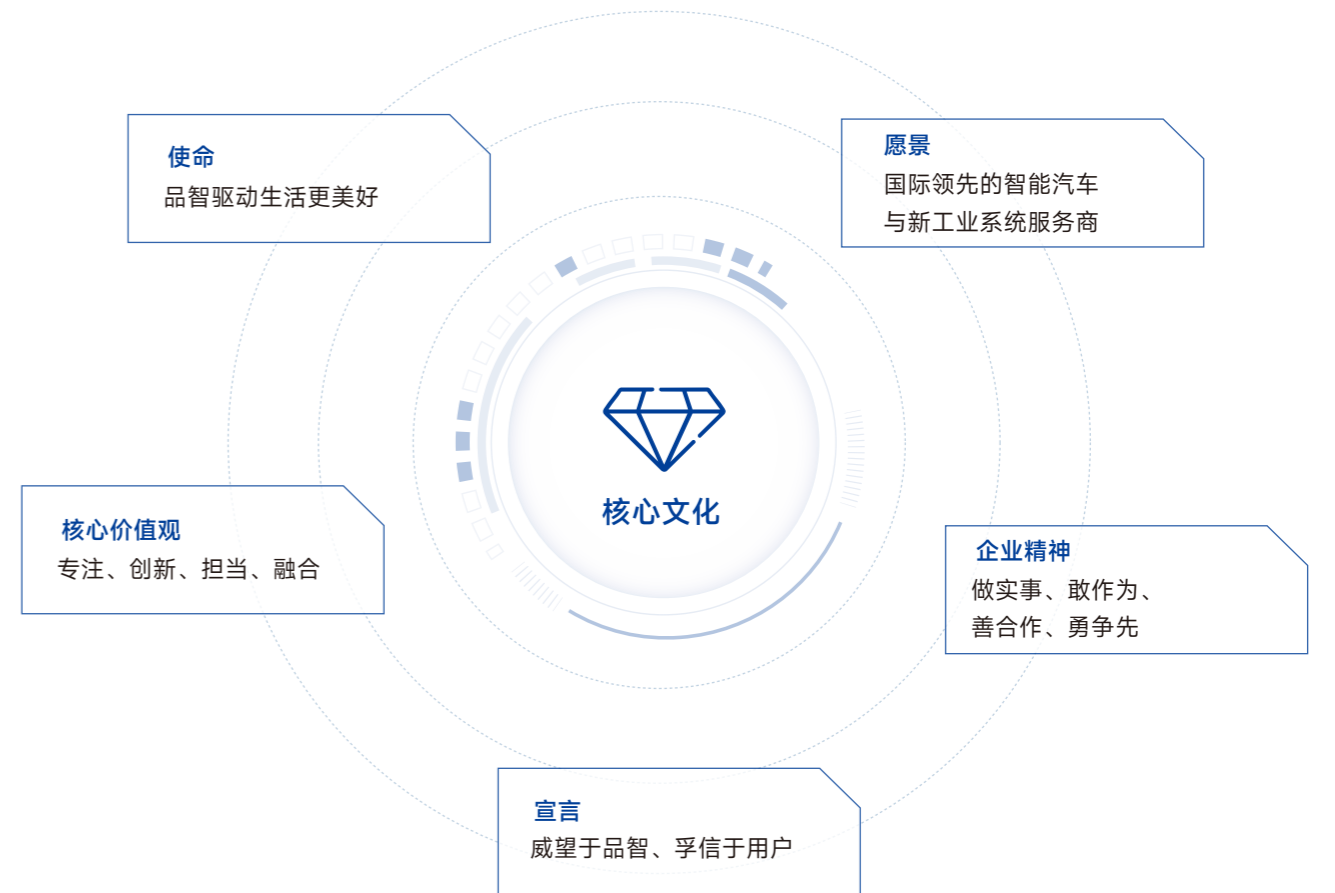 使命
品智驱动生活更美好
愿景
国际领先的智能汽车
与新工业系统服务商
核心文化
核心价值观
专注、创新、担当、融合
企业精神
做实事、敢作为、
善合作、勇争先
宣言
威望于品智、孚信于用户